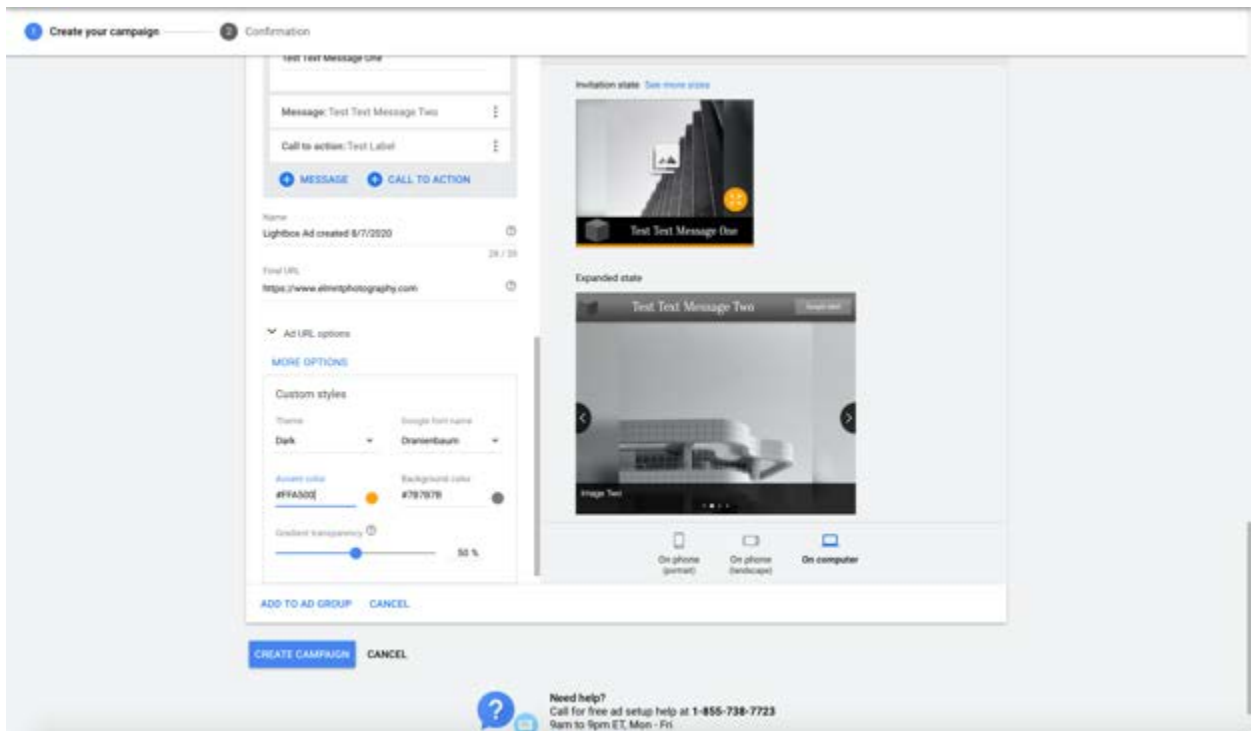 1 Create your campaign
2 Confirmation
Test Text Message One
Message: Test Text Message Two
Call to action: Test Label
MESSAGE
CALL TO ACTION
Name
Lightbox Ad created 8/7/2020
Final URL
https://www.elmntphotography.com
Ad URL options
MORE OPTIONS
Custom styles
Theme
Google font name
Dark
Oranienbaum
Accent color
Background color
#FFA500
#7B7B7B
Gradient transparency
50 %
ADD TO AD GROUP
CANCEL
CREATE CAMPAIGN
CANCEL
Invitation state See more sizes
Test Text Message One
Expanded state
Test Text Message Two
Image Two
On phone
(portrait)
On phone
(landscape)
On computer
Need help?
Call for free ad setup help at 1-855-738-7723
9am to 9pm ET, Mon - Fri